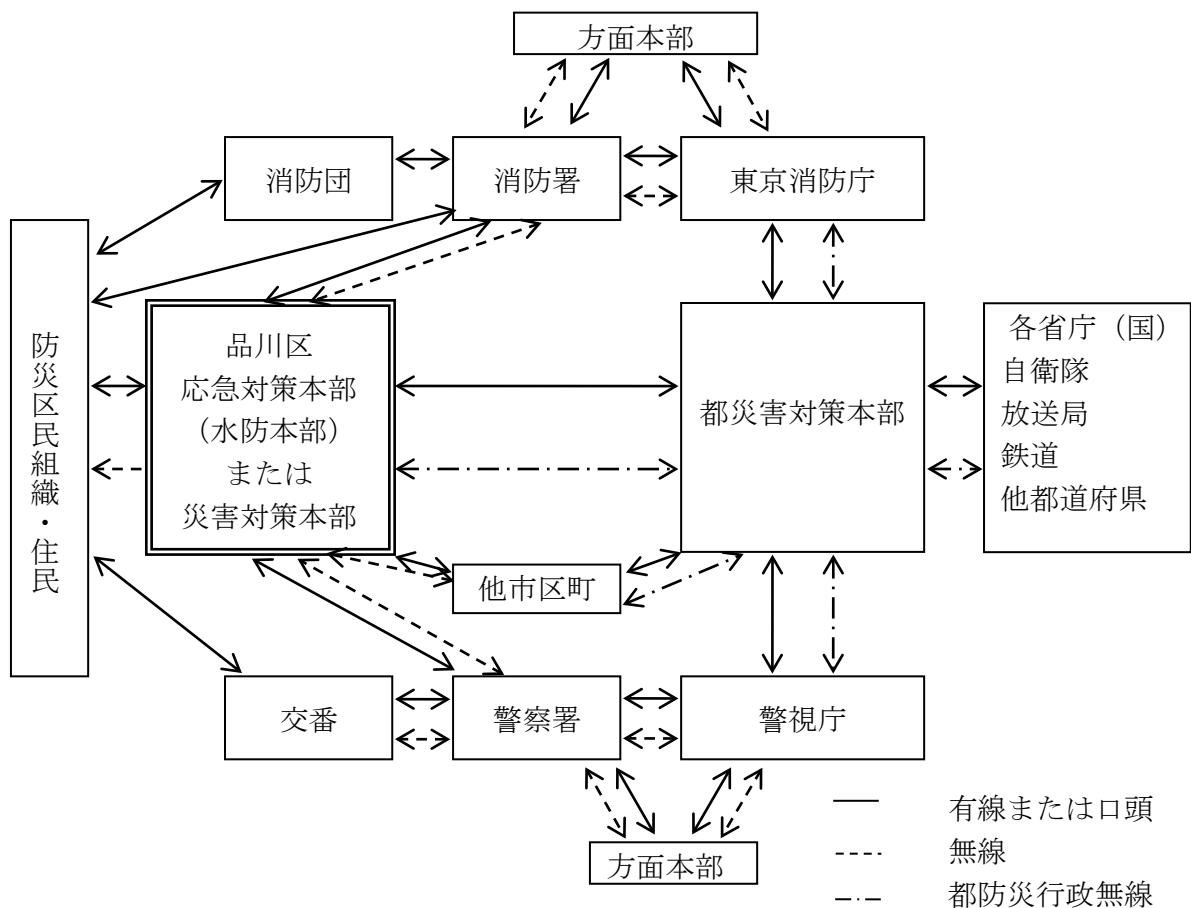 方面本部
消防団
消防署
東京消防庁
防災区民組織・住民
品川区
応急対策本部
（水防本部）
または
災害対策本部
都災害対策本部
各省庁（国）
自衛隊
放送局
鉄道
他都道府県
他市区町
交番
警察署
警視庁
方面本部
有線または口頭
無線
都防災行政無線